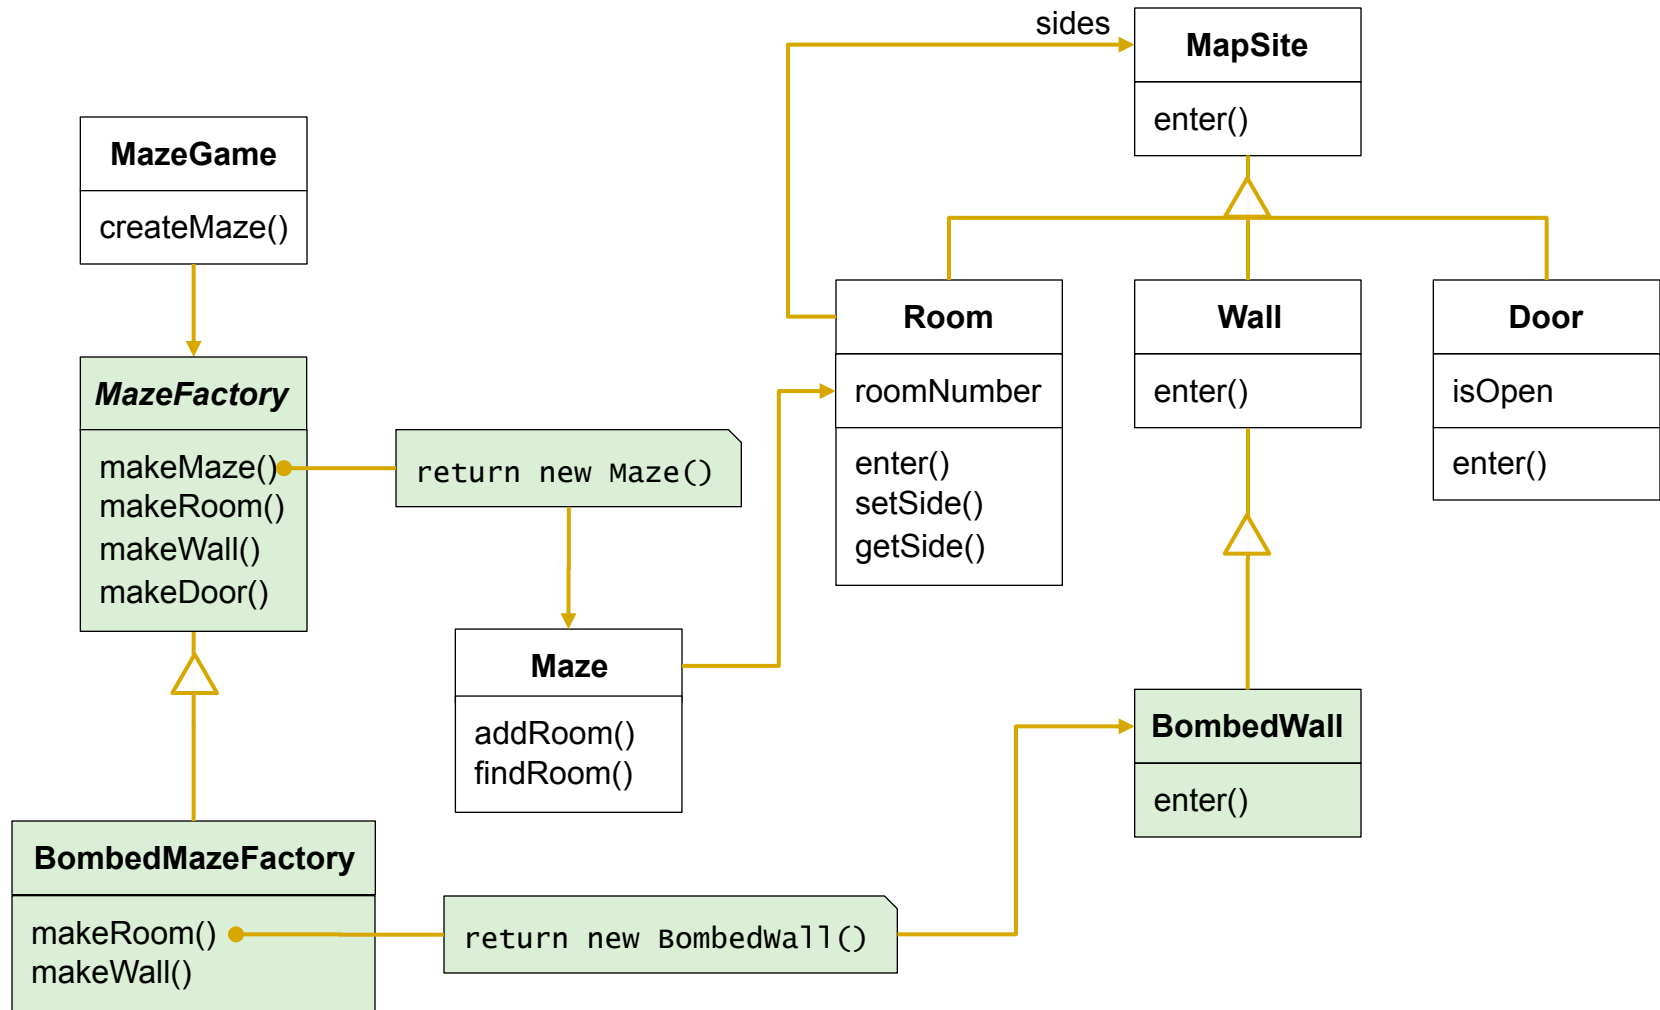 sides
MapSite
enter()
MazeGame
createMaze()
Room
roomNumber
enter()
setSide()
getSide()
Wall
enter()
Door
isOpen
enter()
MazeFactory
makeMaze()
makeRoom()
makeWall()
makeDoor()
return new Maze()
Maze
addRoom()
findRoom()
BombedWall
enter()
BombedMazeFactory
makeRoom()
makeWall()
return new BombedWall()